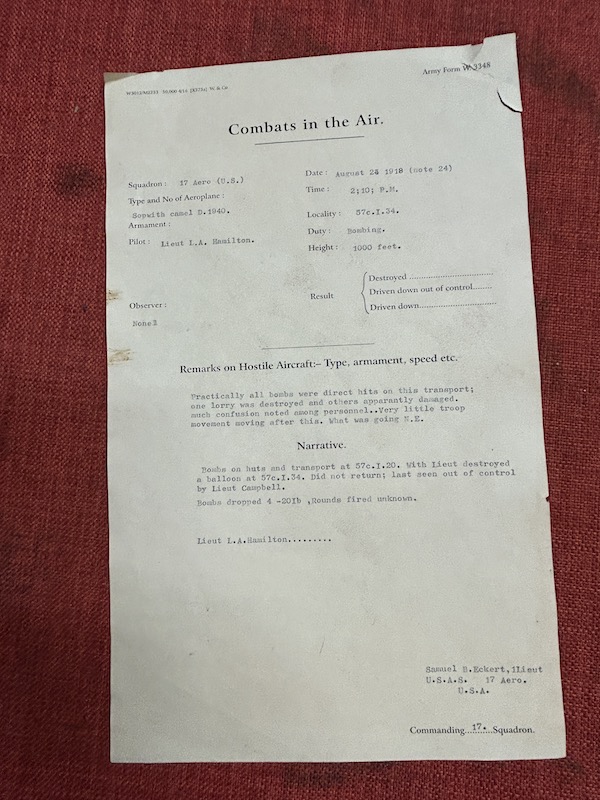 Army Form W.3348
Combats in the Air.
Squadron : 17 Aero (U.S.)
Date : August 24 1918 (note 24)
Type and No of Aeroplane :
Time : 2;10; P.M.
Sopwith camel D.1940.
Locality : 57c.I.34.
Armament :
Duty : Bombing.
Pilot : Lieut L.A. Hamilton.
Height : 1000 feet.
Destroyed
Result
Driven down out of control
Driven down
Observer :
None
Remarks on Hostile Aircraft:– Type, armament, speed etc.
Practically all bombs were direct hits on this transport;
one lorry was destroyed and others apparantly damaged.
much confusion noted among personnel..Very little troop
movement moving after this. What was going N.E.
Narrative.
Bombs on huts and transport at 57c.I.20. With Lieut destroyed
a balloon at 57c.I.34. Did not return; last seen out of control
by Lieut Campbell.
Bombs dropped 4 -20Ib ,Rounds fired unknown.
Lieut L.A.Hamilton.........
Samuel B.Eckert,1Lieut
U.S.A.S. 17 Aero.
U.S.A.
Commanding...17.....Squadron.